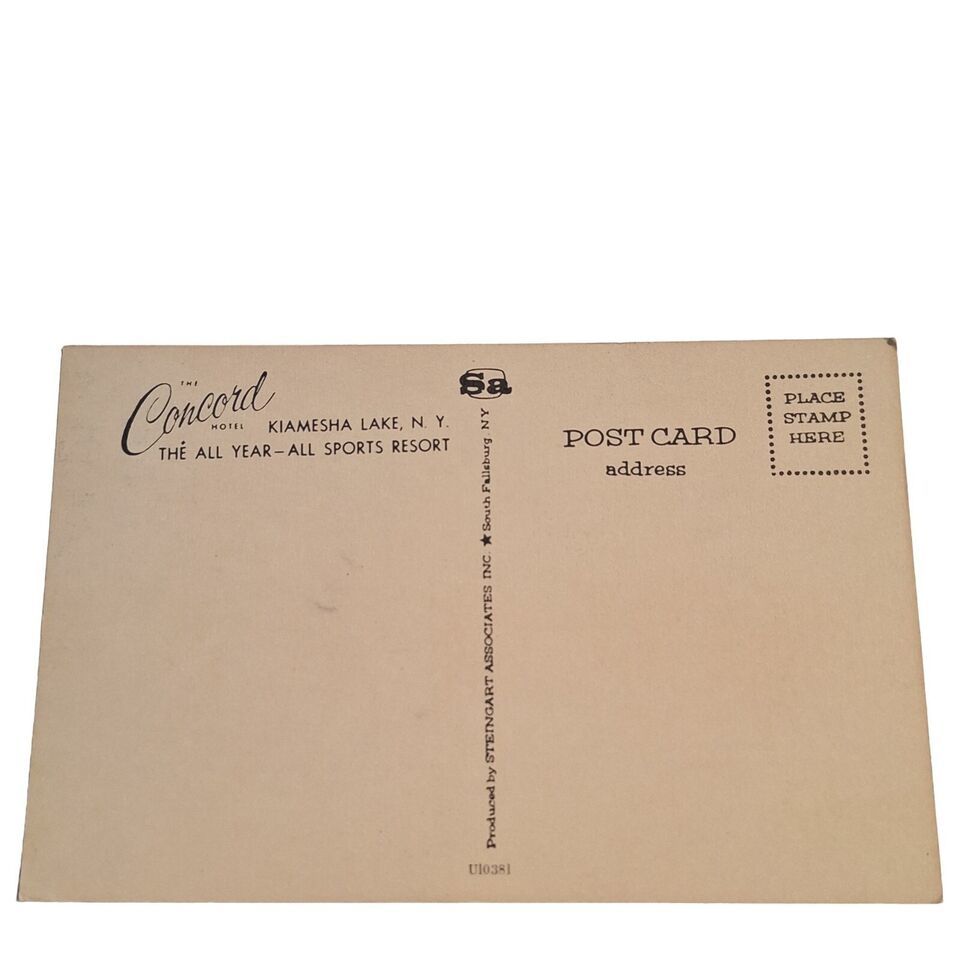 THE
Concord
HOTEL KIAMESHA LAKE, N. Y.
THE ALL YEAR—ALL SPORTS RESORT
Sa
Produced by STEINGART ASSOCIATES INC. ★ South Fallsburg NY
U10381
POST CARD
address
PLACE
STAMP
HERE